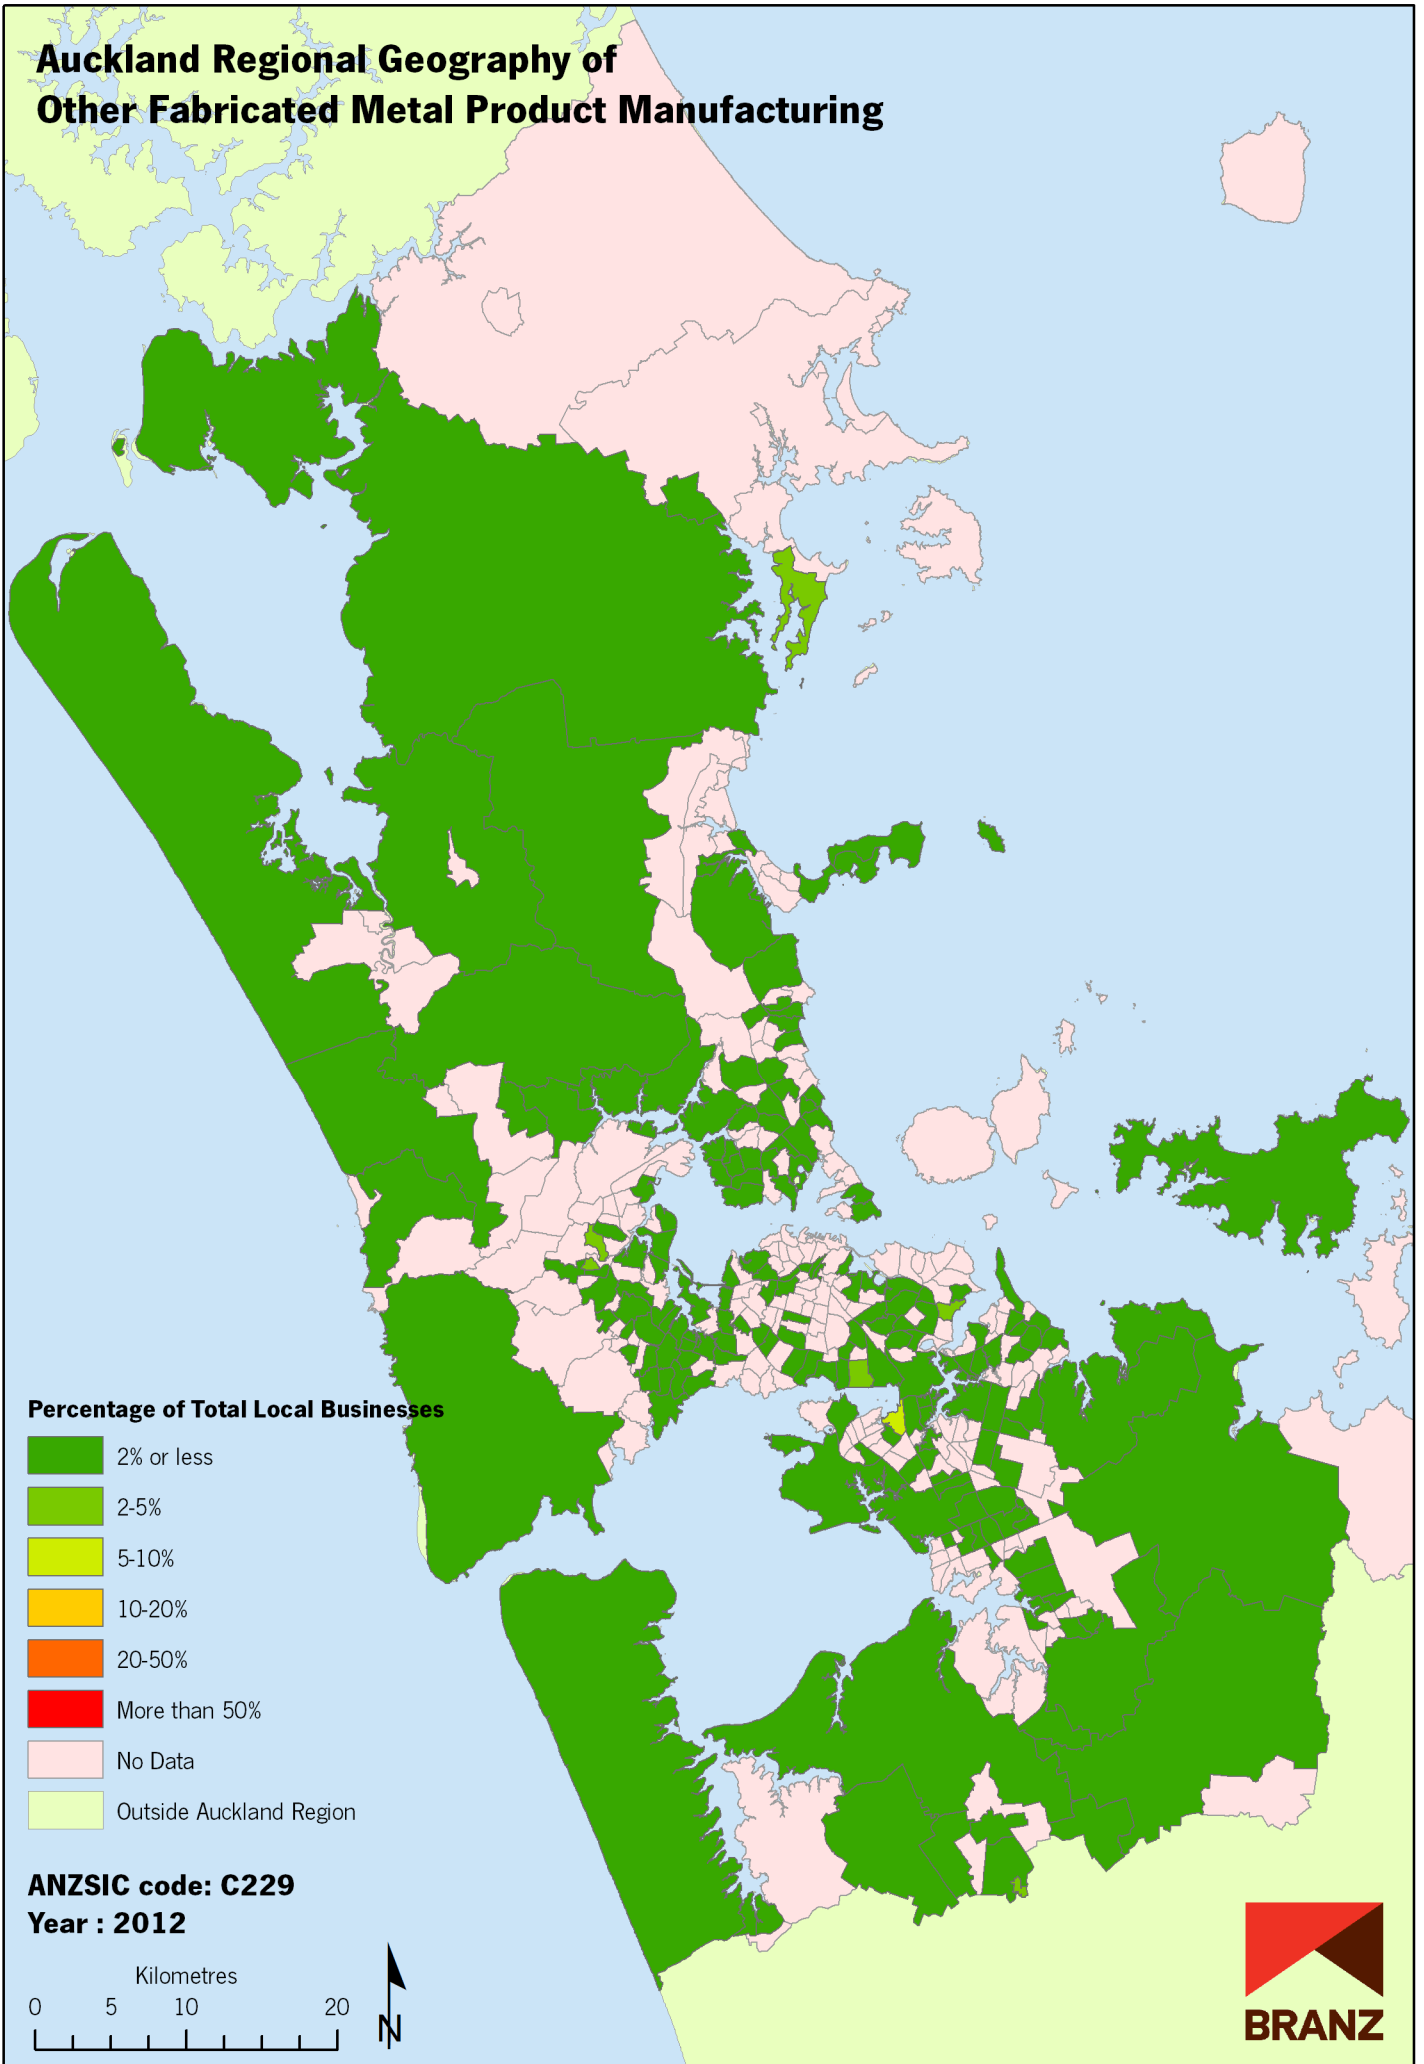 Auckland Regional Geography of
Other Fabricated Metal Product Manufacturing
Percentage of Total Local Businesses
2% or less
2-5%
5-10%
10-20%
20-50%
More than 50%
No Data
Outside Auckland Region
ANZSIC code: C229
Year : 2012
Kilometres
0 5 10 20
N
BRANZ